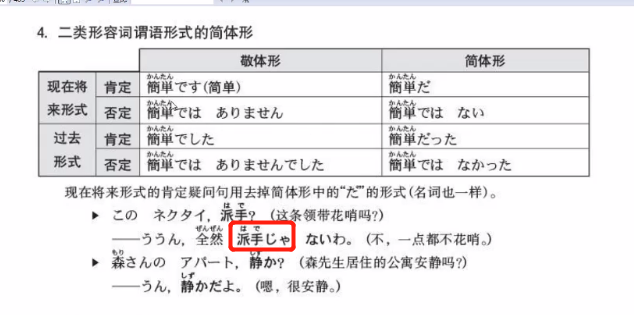 4. 二类形容词谓语形式的简体形
敬体形 简体形
现在将来形式 肯定 簡単です(简单) 簡単だ
否定 簡単では ありません 簡単では ない
过去形式 肯定 簡単でした 簡単だった
否定 簡単では ありませんでした 簡単では なかった
现在将来形式的肯定疑问句用去掉简体形中的“だ”的形式(名词也一样)。
▶ この ネクタイ，派手？ (这条领带花哨吗?)
——ううん，全然 派手じゃ ないわ。(不，一点都不花哨。)
▶ 森さんの アパート，静か？ (森先生居住的公寓安静吗?)
——うん，静かだよ。(嗯，很安静。)